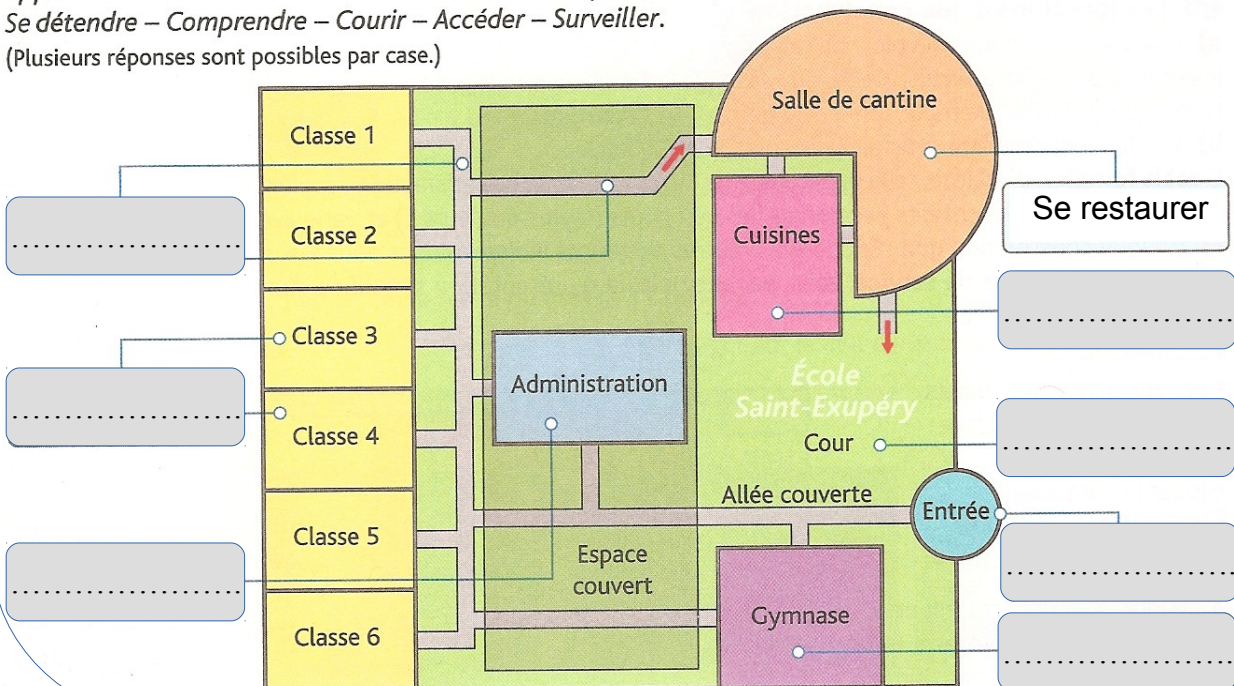 Se détendre – Comprendre – Courir – Accéder – Surveiller.
(Plusieurs réponses sont possibles par case.)
Salle de cantine
Classe 1
Se restaurer
Classe 2
Cuisines
Classe 3
Administration
École
Saint-Exupéry
Classe 4
Cour
Allée couverte
Entrée
Classe 5
Espace
couvert
Gymnase
Classe 6